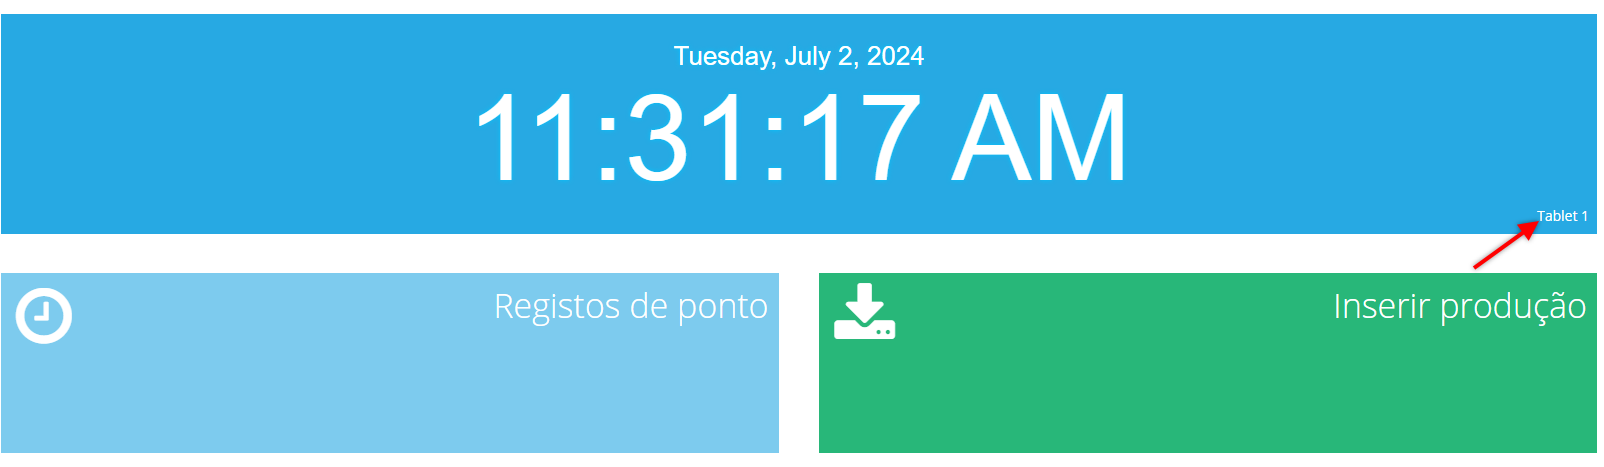 Tuesday, July 2, 2024
11:31:17 AM
Tablet 1
Registos de ponto
Inserir produção